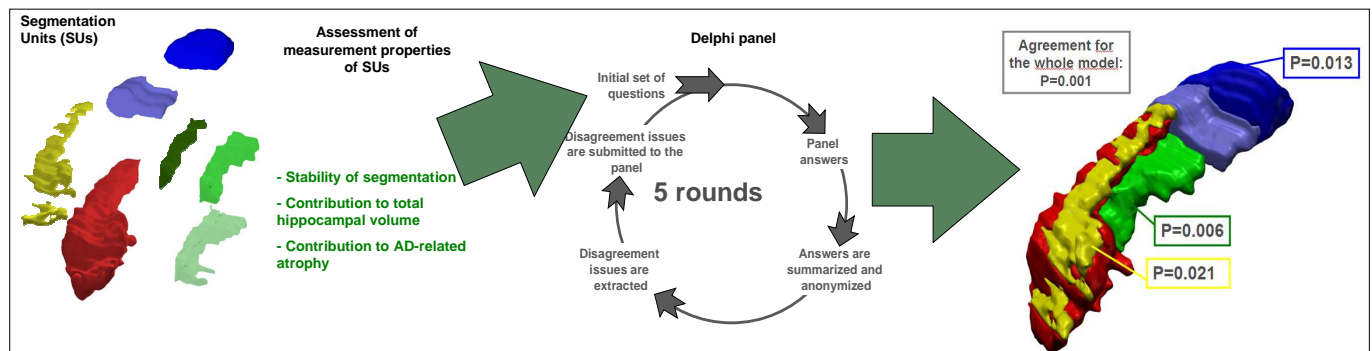 Segmentation
Units (SUs)
Assessment of
measurement properties
of SUs
- Stability of segmentation
- Contribution to total
hippocampal volume
- Contribution to AD-related
atrophy
Delphi panel
Initial set of
questions
Panel
answers
Answers are
summarized and
anonymized
Disagreement
issues are
extracted
Disagreement issues
are submitted to the
panel
5 rounds
Agreement for
the whole model:
P=0.001
P=0.013
P=0.006
P=0.021